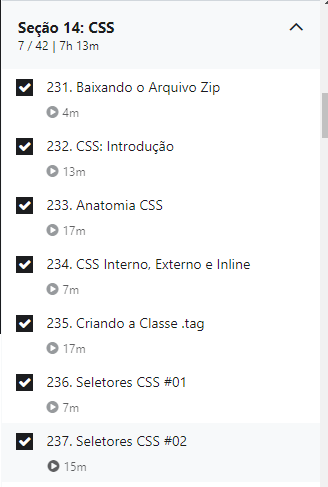 Seção 14: CSS
7 / 42 | 7h 13m
231. Baixando o Arquivo Zip
4m
232. CSS: Introdução
13m
233. Anatomia CSS
17m
234. CSS Interno, Externo e Inline
7m
235. Criando a Classe .tag
17m
236. Seletores CSS #01
7m
237. Seletores CSS #02
15m